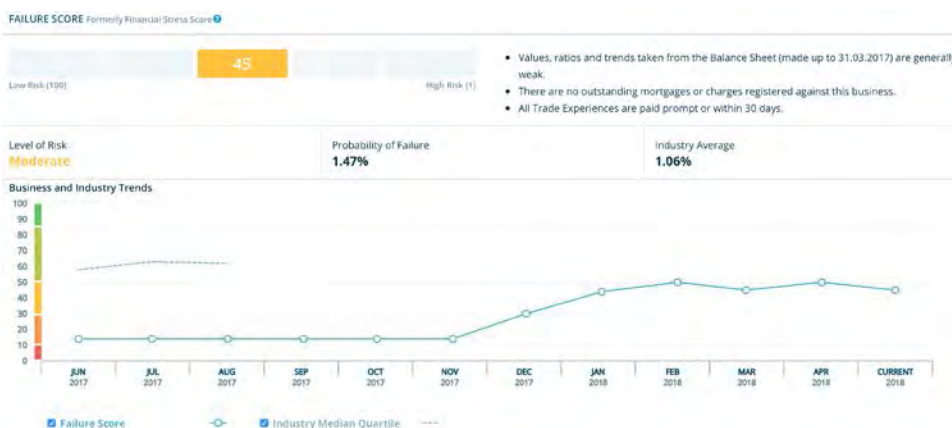 FAILURE SCORE Formerly Financial Stress Score
45
Low Risk (100)
High Risk (1)
• Values, ratios and trends taken from the Balance Sheet (made up to 31.03.2017) are generally
weak.
• There are no outstanding mortgages or charges registered against this business.
• All Trade Experiences are paid prompt or within 30 days.
Level of Risk
Moderate
Probability of Failure
1.47%
Industry Average
1.06%
Business and Industry Trends
100
90
80
70
60
50
40
30
20
10
0
JUN
2017
JUL
2017
AUG
2017
SEP
2017
OCT
2017
NOV
2017
DEC
2017
JAN
2018
FEB
2018
MAR
2018
APR
2018
CURRENT
2018
Failure Score
Industry Median Quartile